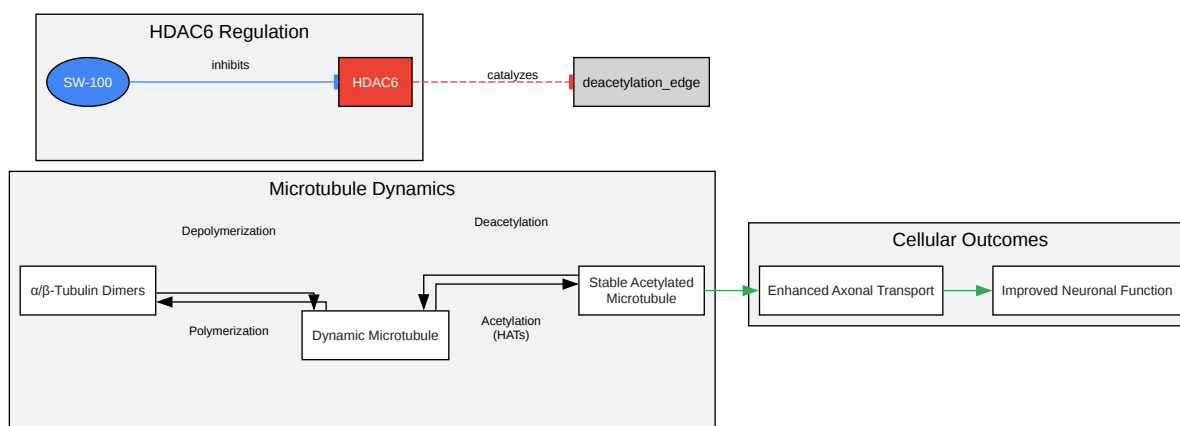 HDAC6 Regulation
inhibits
SW-100
HDAC6
catalyzes
deacetylation_edge
Microtubule Dynamics
Depolymerization
Deacetylation
α/β-Tubulin Dimers
Polymerization
Dynamic Microtubule
Stable Acetylated
Microtubule
Acetylation
(HATs)
Cellular Outcomes
Enhanced Axonal Transport
Improved Neuronal Function